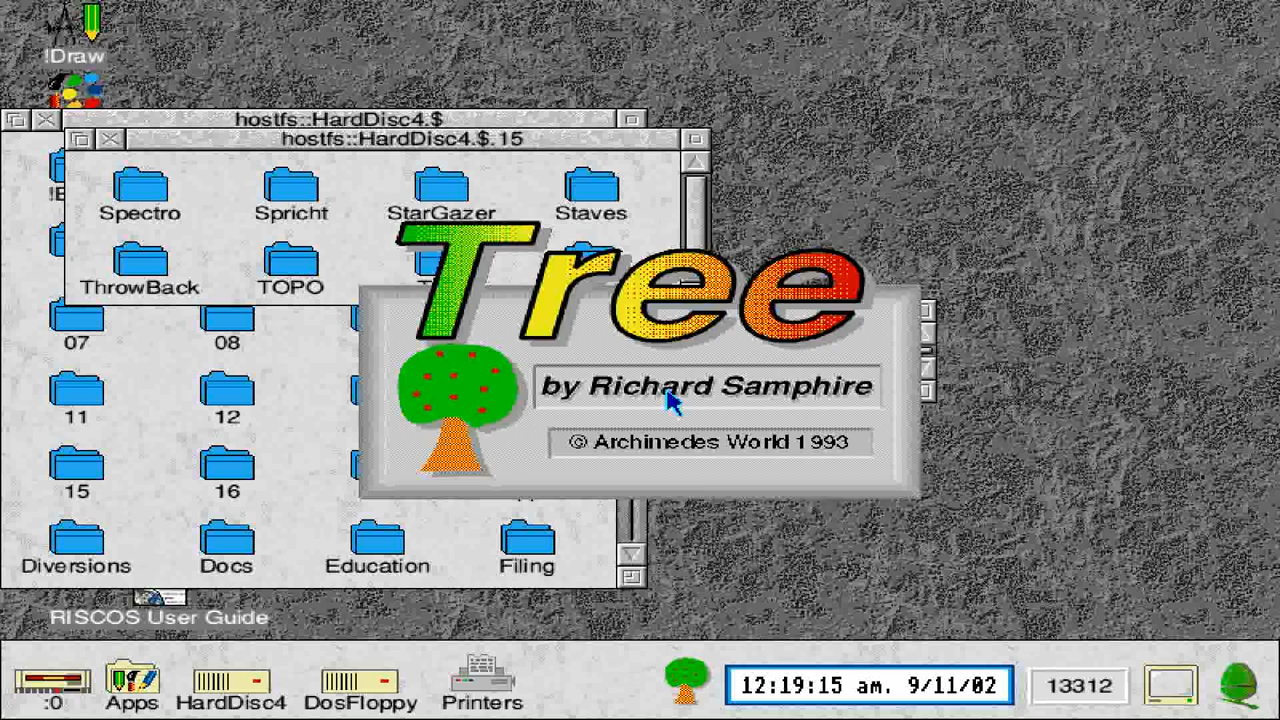 !Draw
hostfs::HardDisc4.$
hostfs::HardDisc4.$.15
Spectro Spricht StarGazer Staves
ThrowBack TOPO
Tree
by Richard Samphire
© Archimedes World 1993
07 08
11 12
15 16
Diversions Docs Education Filing
RISCOS User Guide
:0 Apps HardDisc4 DosFloppy Printers
12:19:15 am. 9/11/02
13312